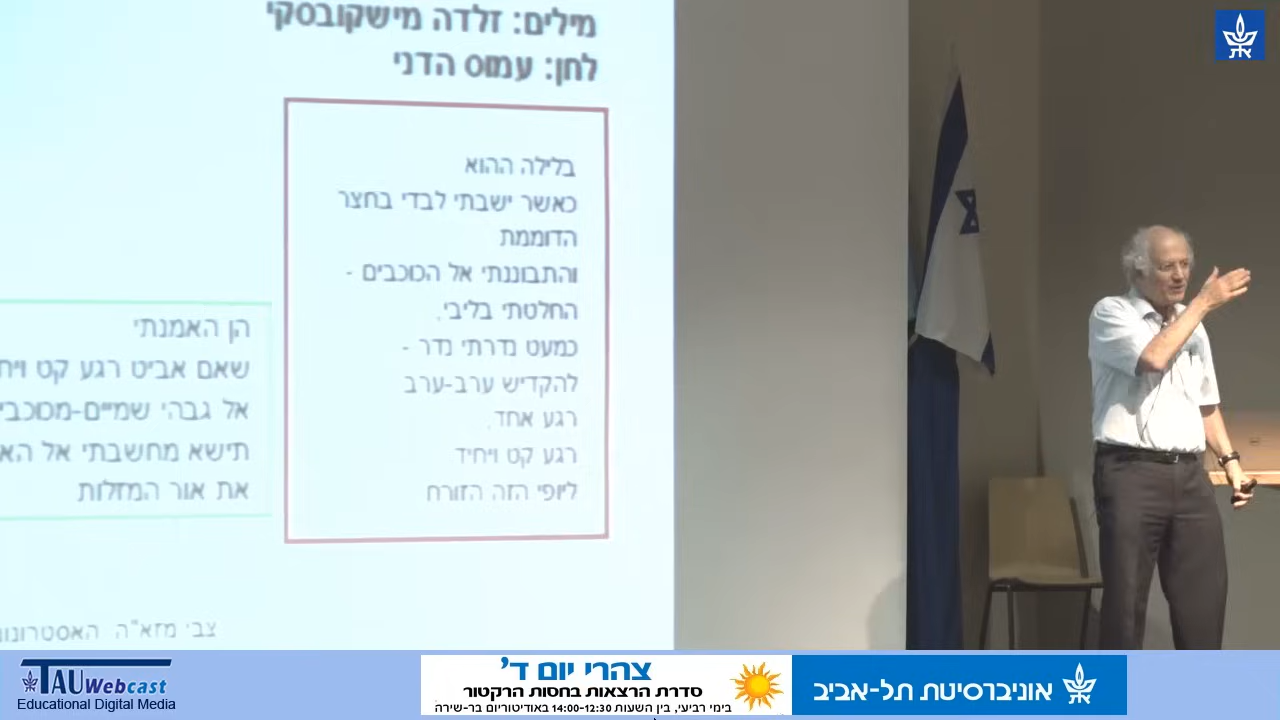 מילים: זלדה מישקובסקי
לחן: עמוס הדני
בלילה ההוא
כאשר ישבתי לבדי בחצר
הדוממת
והתבוננתי אל הכוכבים -
החלטתי בליבי,
כמעט נדרתי נדר -
להקדיש ערב-ערב
רגע אחד,
רגע קט ויחיד
ליופי הזה הזורח
הן האמנתי
שאם אביט רגע קט
אל גבהי שמיים
תישא מחשבתי אל
את אור המזלות
צבי מזא"ה
TAU Webcast
Educational Digital Media
צהרי יום ד'
סדרת הרצאות בחסות הרקטור
בימי רביעי, בין השעות 14:00-12:30 באודיטוריום בר-שירה
אוניברסיטת תל-אביב